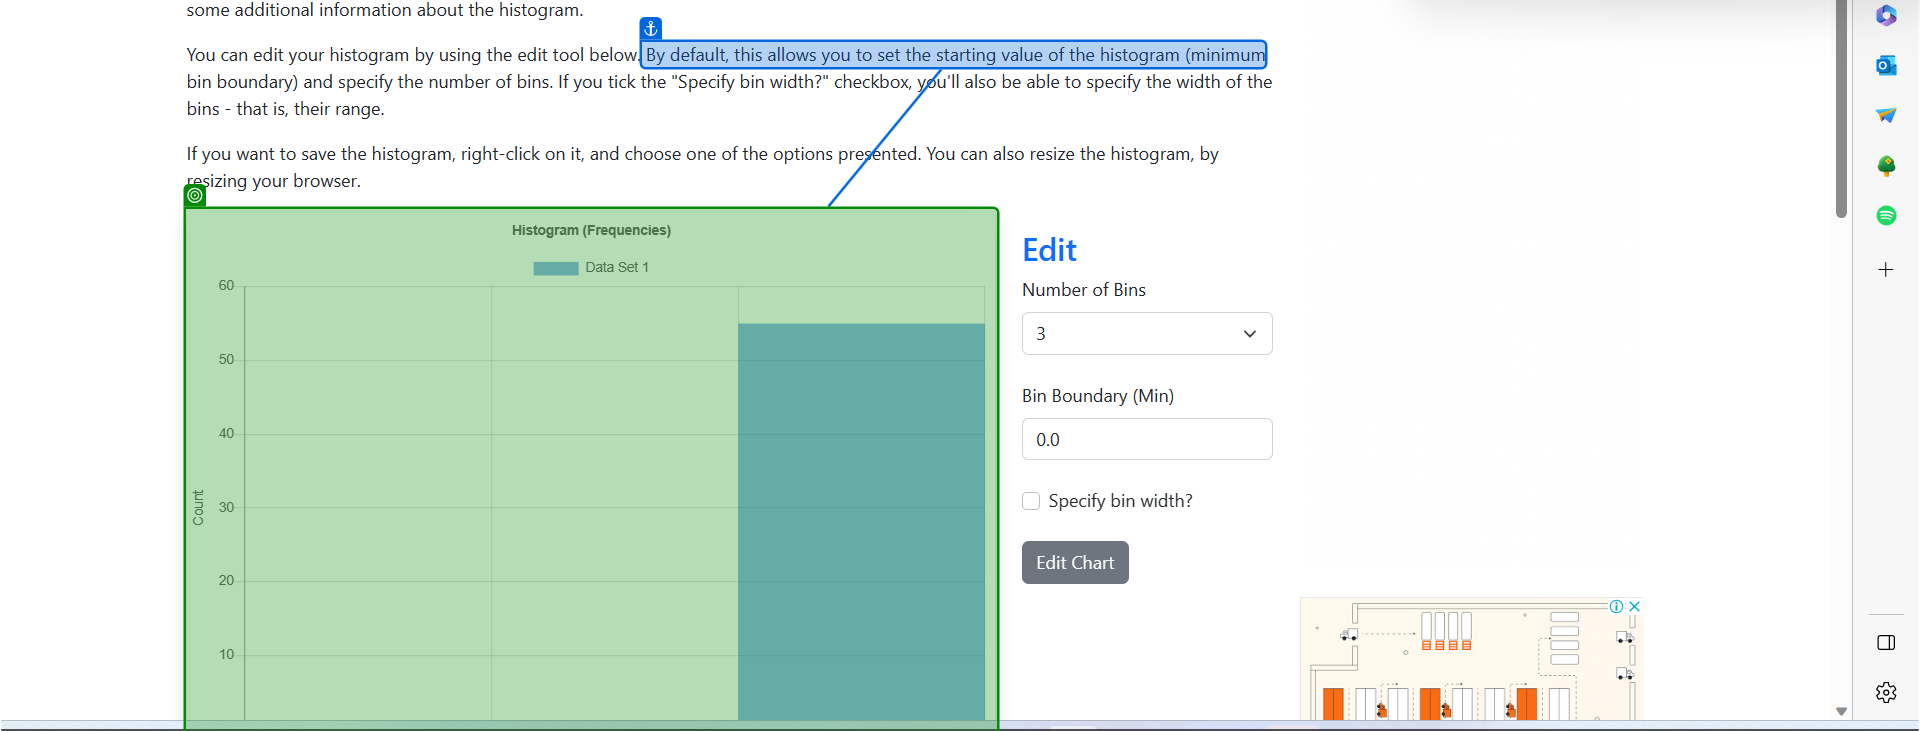 some additional information about the histogram.
You can edit your histogram by using the edit tool below. By default, this allows you to set the starting value of the histogram (minimum
bin boundary) and specify the number of bins. If you tick the "Specify bin width?" checkbox, you'll also be able to specify the width of the
bins - that is, their range.
If you want to save the histogram, right-click on it, and choose one of the options presented. You can also resize the histogram, by
resizing your browser.
Histogram (Frequencies)
Data Set 1
60
50
40
30
20
10
Count
Edit
Number of Bins
3
Bin Boundary (Min)
0.0
Specify bin width?
Edit Chart